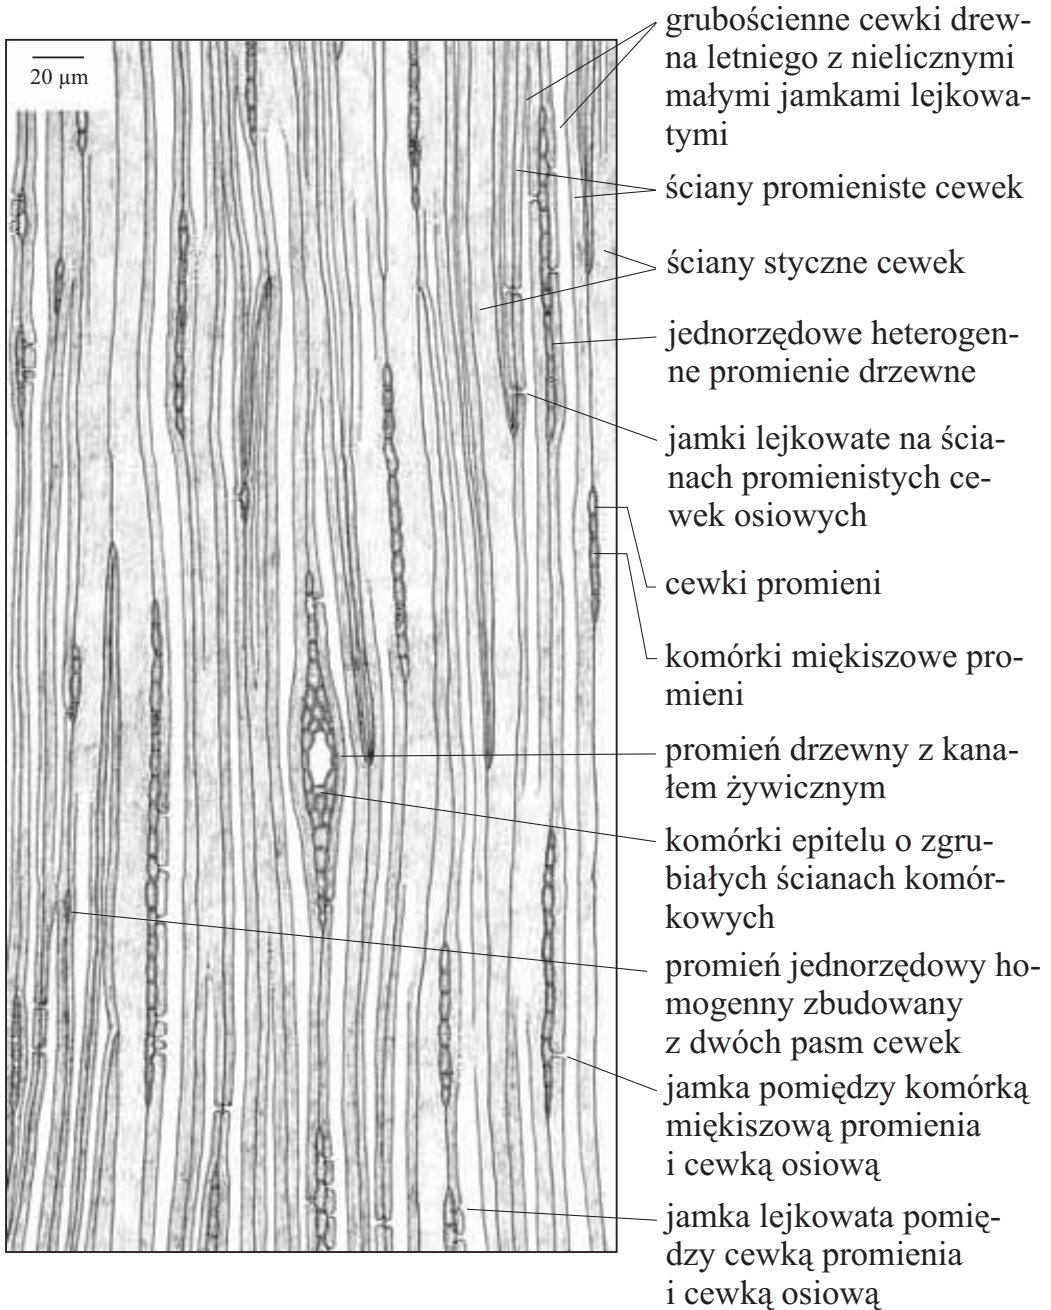 20 µm
grubościenne cewki drew-
na letniego z nielicznymi
małymi jamkami lejkowa-
tymi
ściany promieniste cewek
ściany styczne cewek
jednorzędowe heterogen-
ne promienie drzewne
jamki lejkowate na ścia-
nach promienistych ce-
wek osiowych
cewki promieni
komórki miękiszowe pro-
mieni
promień drzewny z kana-
łem żywicznym
komórki epitelu o zgru-
białych ścianach komór-
kowych
promień jednorzędowy ho-
mogenny zbudowany
z dwóch pasm cewek
jamka pomiędzy komórką
miękiszową promienia
i cewką osiową
jamka lejkowata pomię-
dzy cewką promienia
i cewką osiową